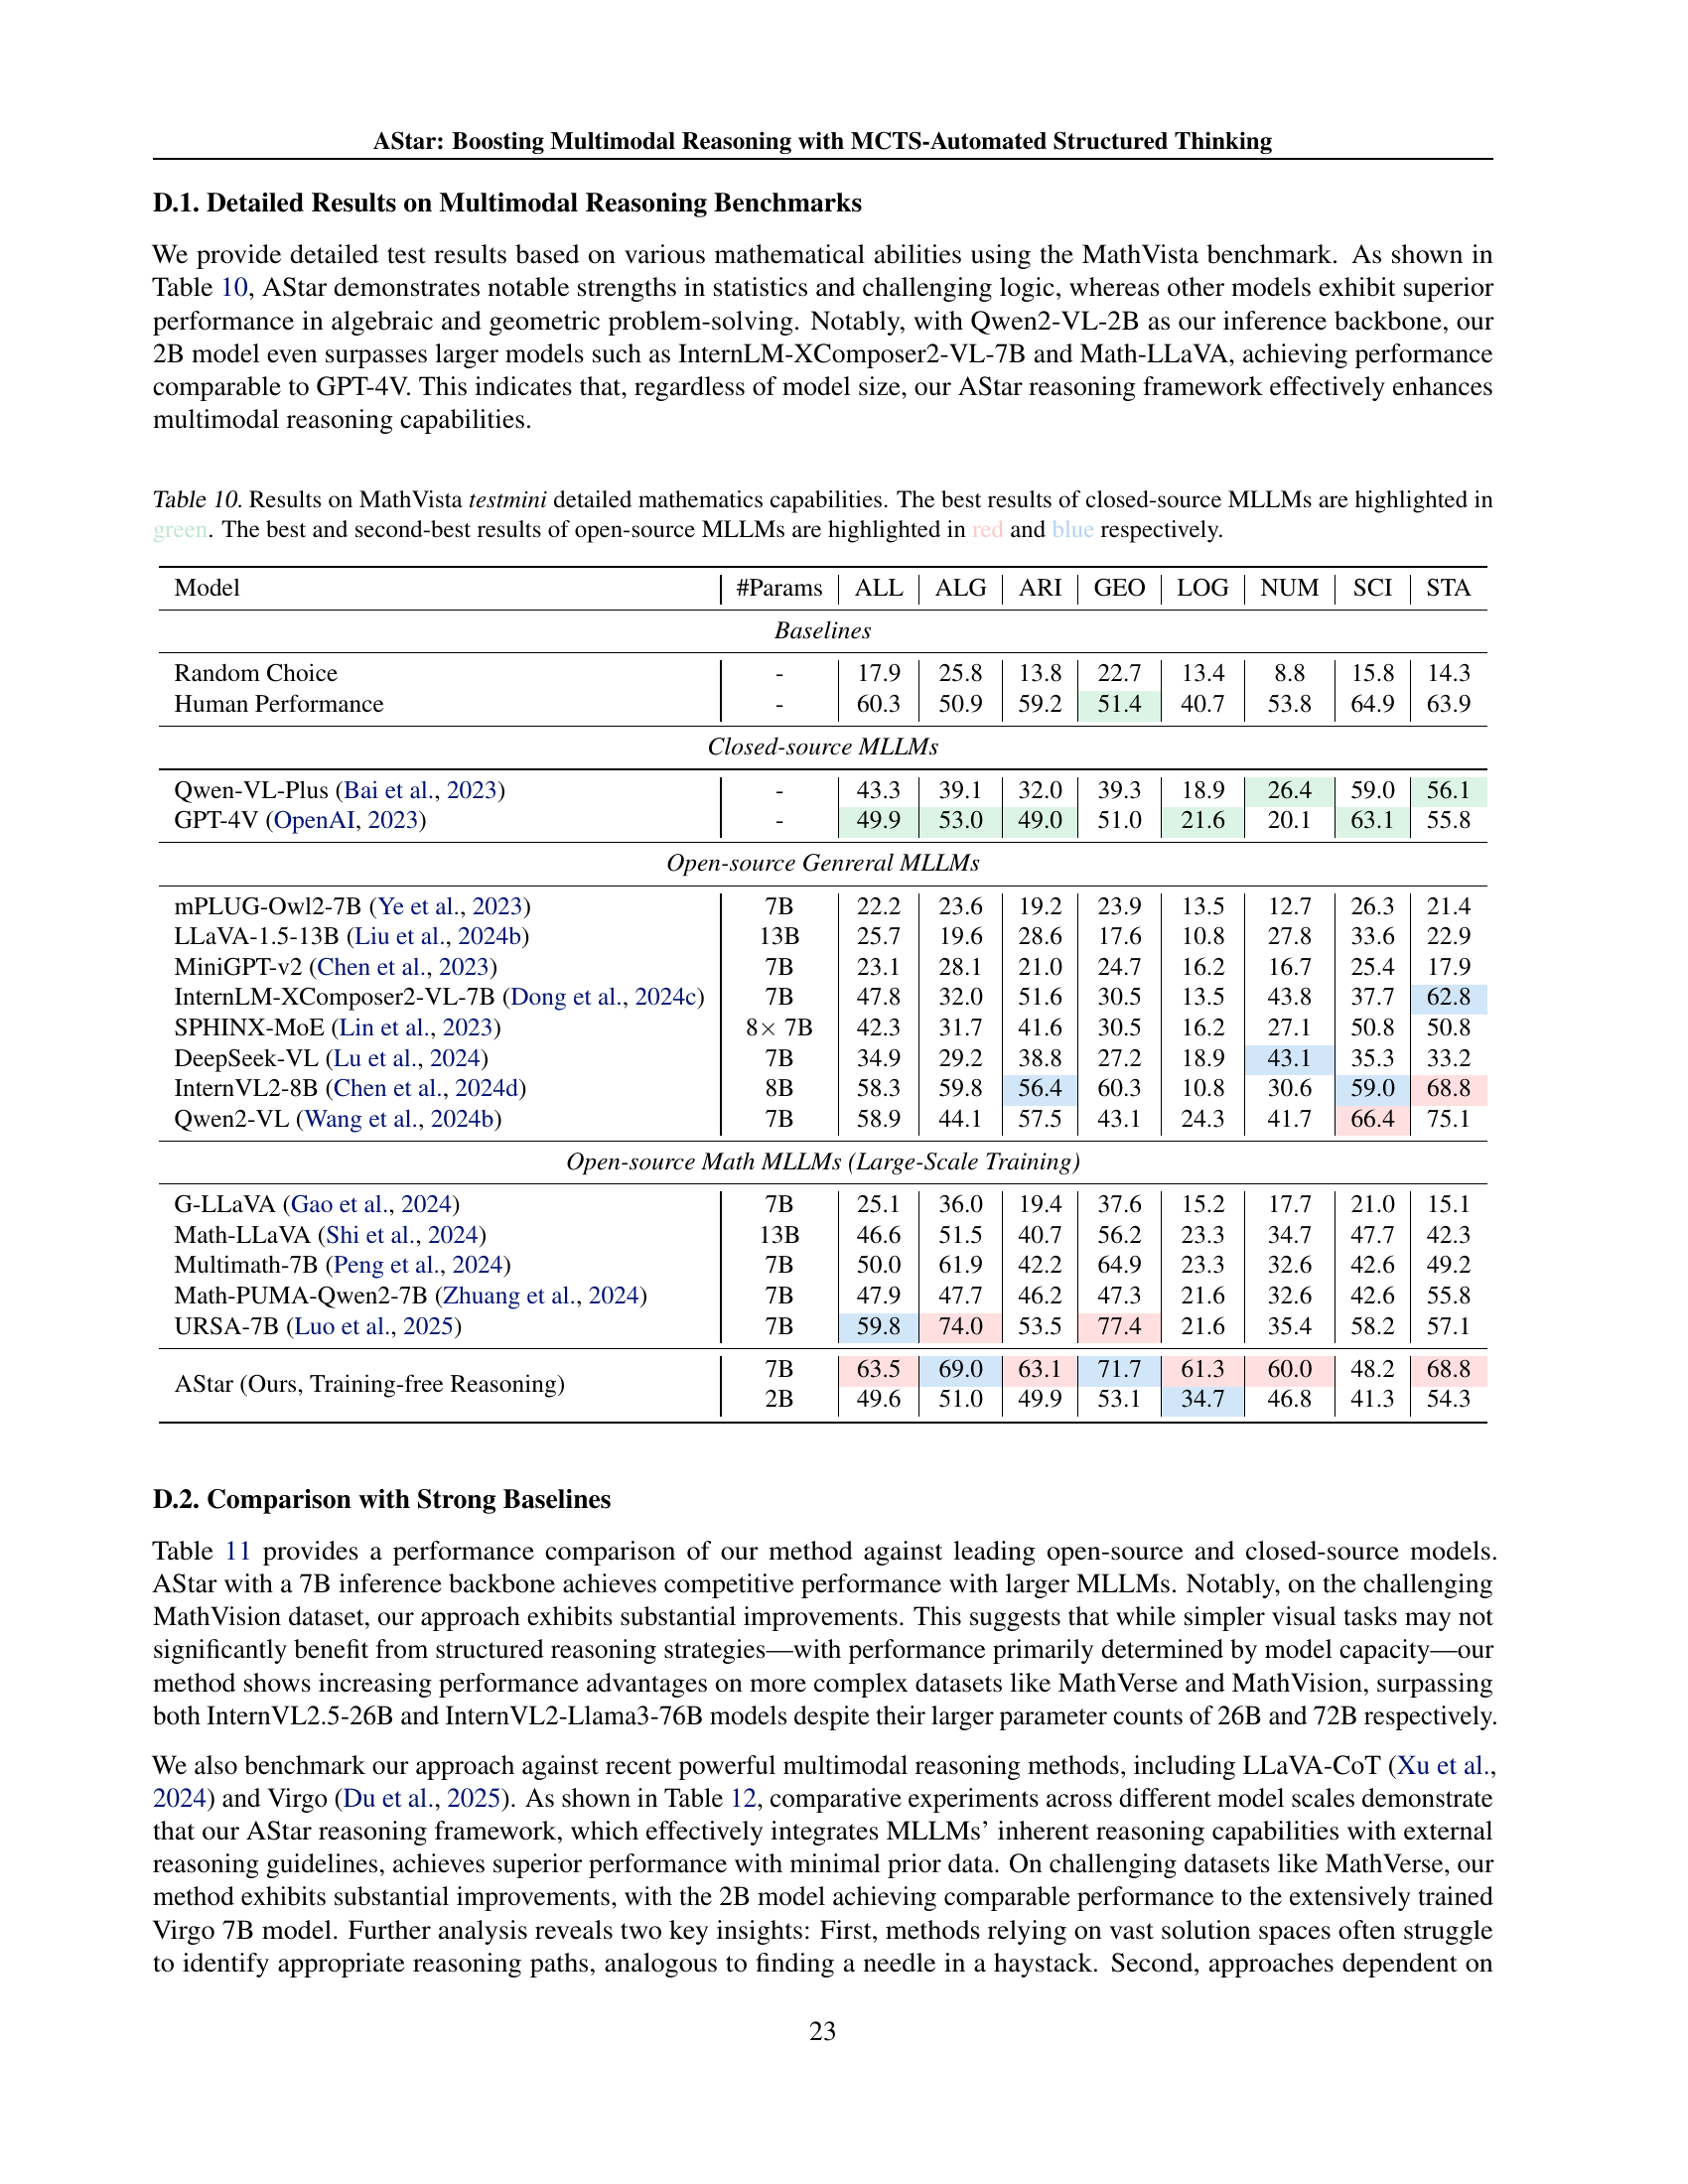 AStar: Boosting Multimodal Reasoning with MCTS-Automated Structured Thinking
D.1. Detailed Results on Multimodal Reasoning Benchmarks
We provide detailed test results based on various mathematical abilities using the MathVista benchmark. As shown in
Table 10, AStar demonstrates notable strengths in statistics and challenging logic, whereas other models exhibit superior
performance in algebraic and geometric problem-solving. Notably, with Qwen2-VL-2B as our inference backbone, our
2B model even surpasses larger models such as InternLM-XComposer2-VL-7B and Math-LLaVA, achieving performance
comparable to GPT-4V. This indicates that, regardless of model size, our AStar reasoning framework effectively enhances
multimodal reasoning capabilities.
Table 10. Results on MathVista testmini detailed mathematics capabilities. The best results of closed-source MLLMs are highlighted in
green. The best and second-best results of open-source MLLMs are highlighted in red and blue respectively.
Model #Params ALL ALG ARI GEO LOG NUM SCI STA
Baselines
Random Choice - 17.9 25.8 13.8 22.7 13.4 8.8 15.8 14.3
Human Performance - 60.3 50.9 59.2 51.4 40.7 53.8 64.9 63.9
Closed-source MLLMs
Qwen-VL-Plus (Bai et al., 2023) - 43.3 39.1 32.0 39.3 18.9 26.4 59.0 56.1
GPT-4V (OpenAI, 2023) - 49.9 53.0 49.0 51.0 21.6 20.1 63.1 55.8
Open-source Genreral MLLMs
mPLUG-Owl2-7B (Ye et al., 2023) 7B 22.2 23.6 19.2 23.9 13.5 12.7 26.3 21.4
LLaVA-1.5-13B (Liu et al., 2024b) 13B 25.7 19.6 28.6 17.6 10.8 27.8 33.6 22.9
MiniGPT-v2 (Chen et al., 2023) 7B 23.1 28.1 21.0 24.7 16.2 16.7 25.4 17.9
InternLM-XComposer2-VL-7B (Dong et al., 2024c) 7B 47.8 32.0 51.6 30.5 13.5 43.8 37.7 62.8
SPHINX-MoE (Lin et al., 2023) 8× 7B 42.3 31.7 41.6 30.5 16.2 27.1 50.8 50.8
DeepSeek-VL (Lu et al., 2024) 7B 34.9 29.2 38.8 27.2 18.9 43.1 35.3 33.2
InternVL2-8B (Chen et al., 2024d) 8B 58.3 59.8 56.4 60.3 10.8 30.6 59.0 68.8
Qwen2-VL (Wang et al., 2024b) 7B 58.9 44.1 57.5 43.1 24.3 41.7 66.4 75.1
Open-source Math MLLMs (Large-Scale Training)
G-LLaVA (Gao et al., 2024) 7B 25.1 36.0 19.4 37.6 15.2 17.7 21.0 15.1
Math-LLaVA (Shi et al., 2024) 13B 46.6 51.5 40.7 56.2 23.3 34.7 47.7 42.3
Multimath-7B (Peng et al., 2024) 7B 50.0 61.9 42.2 64.9 23.3 32.6 42.6 49.2
Math-PUMA-Qwen2-7B (Zhuang et al., 2024) 7B 47.9 47.7 46.2 47.3 21.6 32.6 42.6 55.8
URSA-7B (Luo et al., 2025) 7B 59.8 74.0 53.5 77.4 21.6 35.4 58.2 57.1
AStar (Ours, Training-free Reasoning) 7B 63.5 69.0 63.1 71.7 61.3 60.0 48.2 68.8
2B 49.6 51.0 49.9 53.1 34.7 46.8 41.3 54.3
D.2. Comparison with Strong Baselines
Table 11 provides a performance comparison of our method against leading open-source and closed-source models.
AStar with a 7B inference backbone achieves competitive performance with larger MLLMs. Notably, on the challenging
MathVision dataset, our approach exhibits substantial improvements. This suggests that while simpler visual tasks may not
significantly benefit from structured reasoning strategies—with performance primarily determined by model capacity—our
method shows increasing performance advantages on more complex datasets like MathVerse and MathVision, surpassing
both InternVL2.5-26B and InternVL2-Llama3-76B models despite their larger parameter counts of 26B and 72B respectively.
We also benchmark our approach against recent powerful multimodal reasoning methods, including LLaVA-CoT (Xu et al.,
2024) and Virgo (Du et al., 2025). As shown in Table 12, comparative experiments across different model scales demonstrate
that our AStar reasoning framework, which effectively integrates MLLMs’ inherent reasoning capabilities with external
reasoning guidelines, achieves superior performance with minimal prior data. On challenging datasets like MathVerse, our
method exhibits substantial improvements, with the 2B model achieving comparable performance to the extensively trained
Virgo 7B model. Further analysis reveals two key insights: First, methods relying on vast solution spaces often struggle
to identify appropriate reasoning paths, analogous to finding a needle in a haystack. Second, approaches dependent on
23